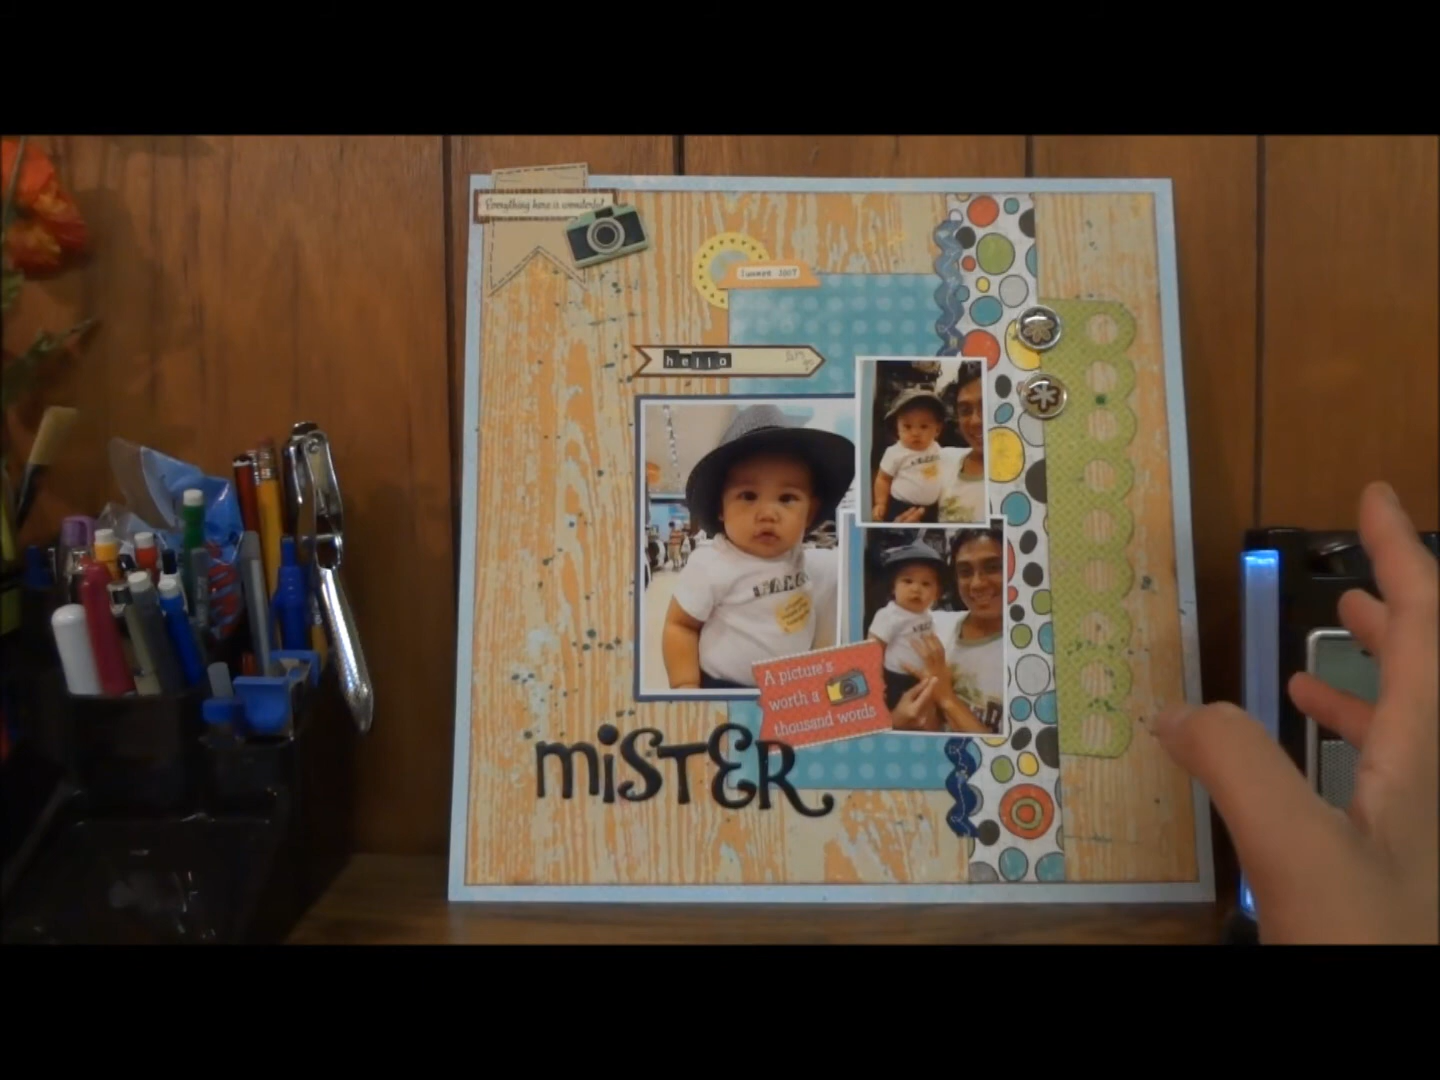 Everything here is wonderful
hello
A picture's
worth a
thousand words
miSTER